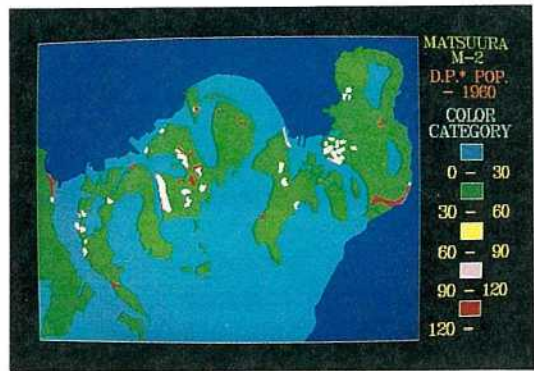 MATSUURA
M-2
D.P.* POP.
- 1960
COLOR
CATEGORY
0 - 30
30 - 60
60 - 90
90 - 120
120 -